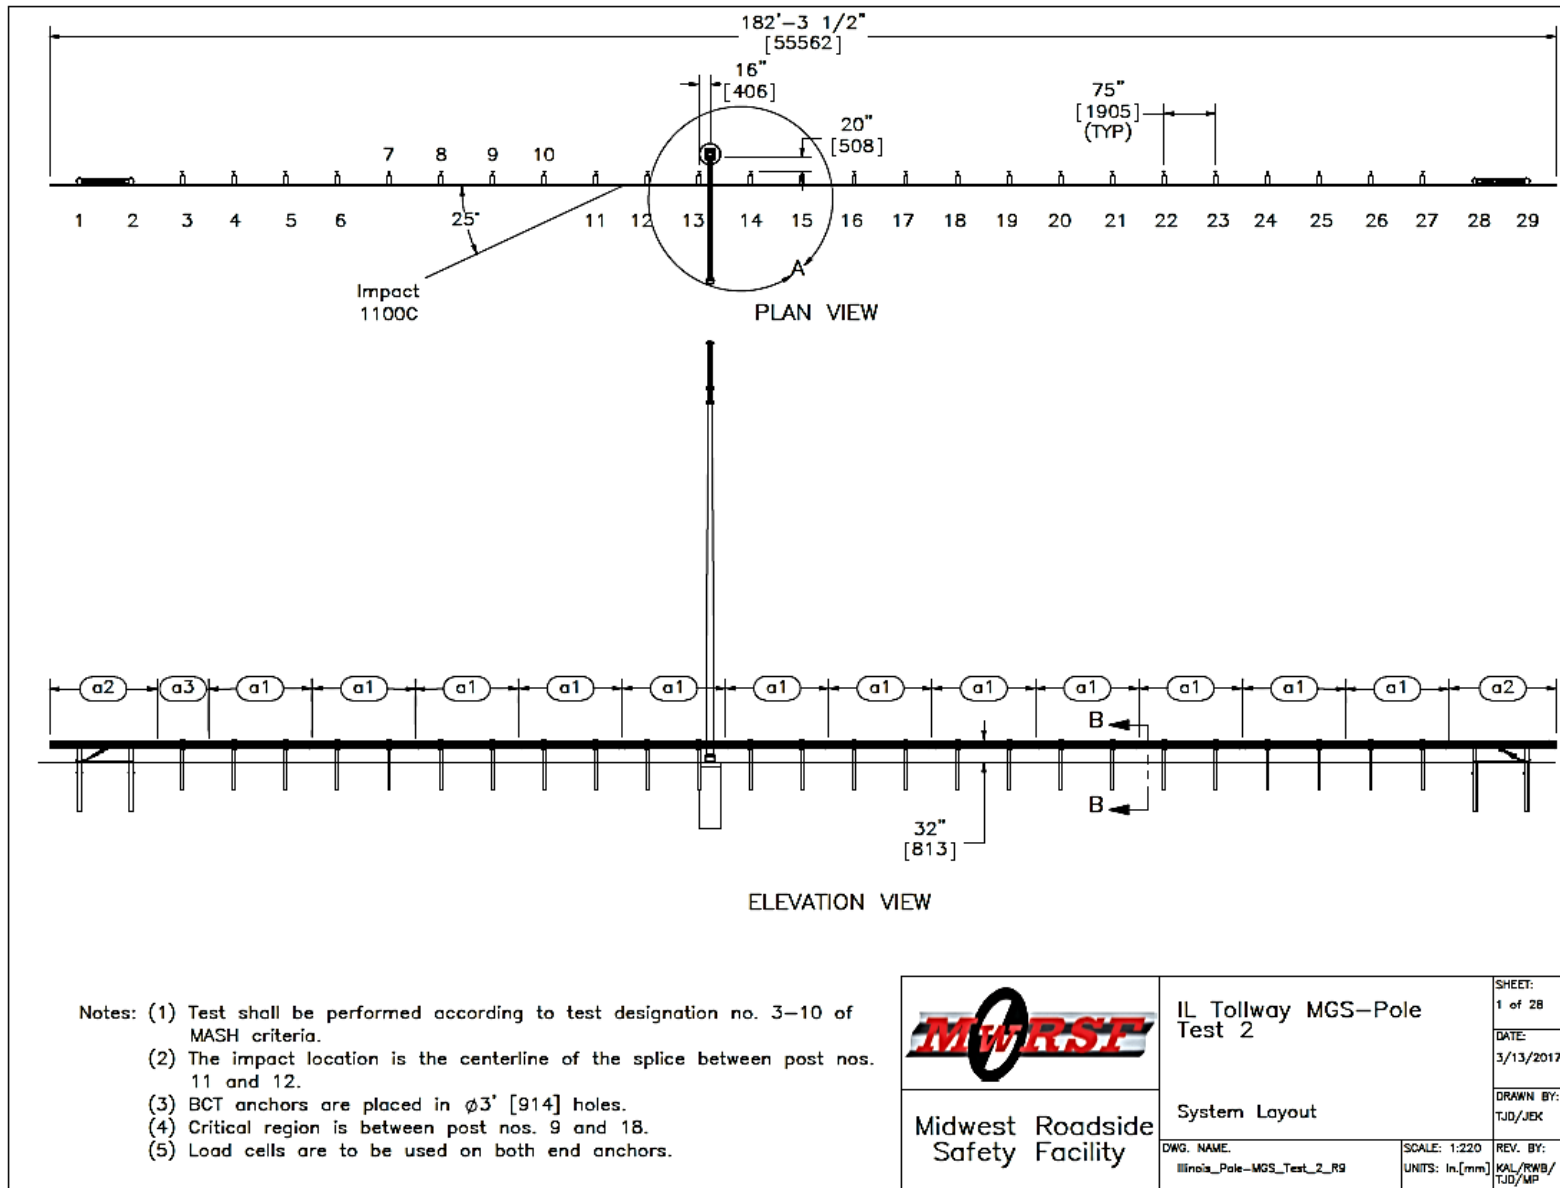 182'-3 1/2"
[55562]
16"
[406]
75"
[1905]
(TYP)
20"
[508]
7 8 9 10
1 2 3 4 5 6 25° 11 12 13 14 15 16 17 18 19 20 21 22 23 24 25 26 27 28 29
A
Impact
1100C
PLAN VIEW
a2 a3 a1 a1 a1 a1 a1 a1 a1 a1 a1 a1 a1 a1 a2
B
B
32"
[813]
ELEVATION VIEW
Notes: (1) Test shall be performed according to test designation no. 3-10 of
MASH criteria.
(2) The impact location is the centerline of the splice between post nos.
11 and 12.
(3) BCT anchors are placed in ø3' [914] holes.
(4) Critical region is between post nos. 9 and 18.
(5) Load cells are to be used on both end anchors.
MWRSF
Midwest Roadside
Safety Facility
IL Tollway MGS-Pole
Test 2
System Layout
SHEET:
1 of 28
DATE:
3/13/2017
DRAWN BY:
TJD/JEK
DWG. NAME.
Illinois_Pole-MGS_Test_2_R9
SCALE: 1:220
UNITS: In.[mm]
REV. BY:
KAL/RWB/
TJD/MP